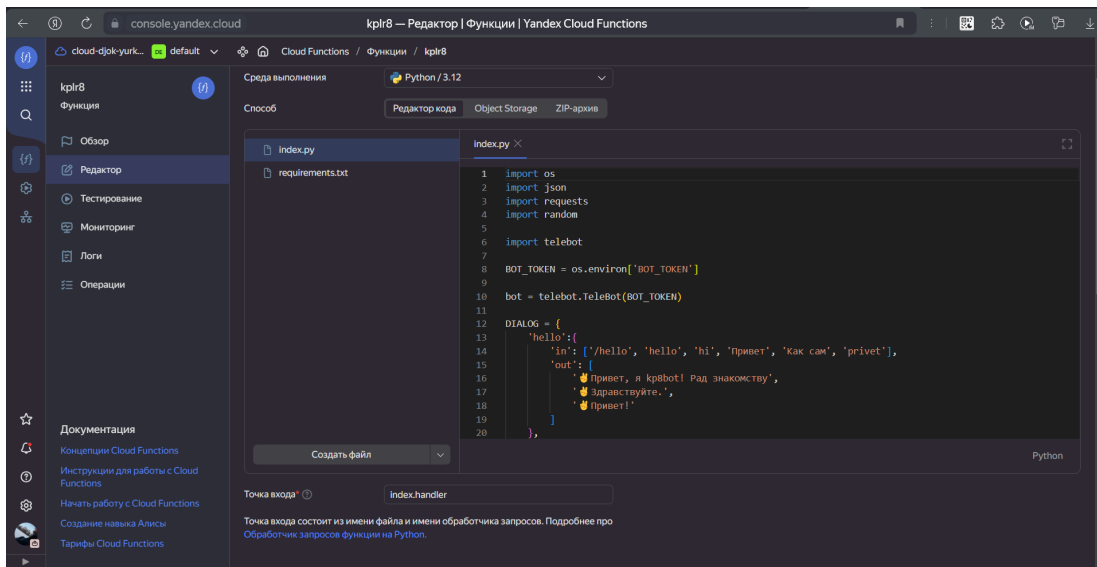 console.yandex.cloud
kplr8 — Редактор | Функции | Yandex Cloud Functions
cloud-djok-yurk...
DE
default
Cloud Functions / Функции / kplr8
kplr8
Функция
Обзор
Редактор
Тестирование
Мониторинг
Логи
Операции
Документация
Концепции Cloud Functions
Инструкции для работы с Cloud
Functions
Начать работу с Cloud Functions
Создание навыка Алисы
Тарифы Cloud Functions
Среда выполнения
Python / 3.12
Способ
Редактор кода
Object Storage
ZIP-архив
index.py
requirements.txt
Создать файл
index.py
1 import os
2 import json
3 import requests
4 import random
5
6 import telebot
7
8 BOT_TOKEN = os.environ['BOT_TOKEN']
9
10 bot = telebot.TeleBot(BOT_TOKEN)
11
12 DIALOG = {
13 'hello':{
14 'in': ['/hello', 'hello', 'hi', 'Привет', 'Как сам', 'privet'],
15 'out': [
16 '✌Привет, я kp8bot! Рад знакомству',
17 '✌Здравствуйте.',
18 '✌Привет!'
19 ]
20 },
Python
Точка входа*
index.handler
Точка входа состоит из имени файла и имени обработчика запросов. Подробнее про
Обработчик запросов функции на Python.